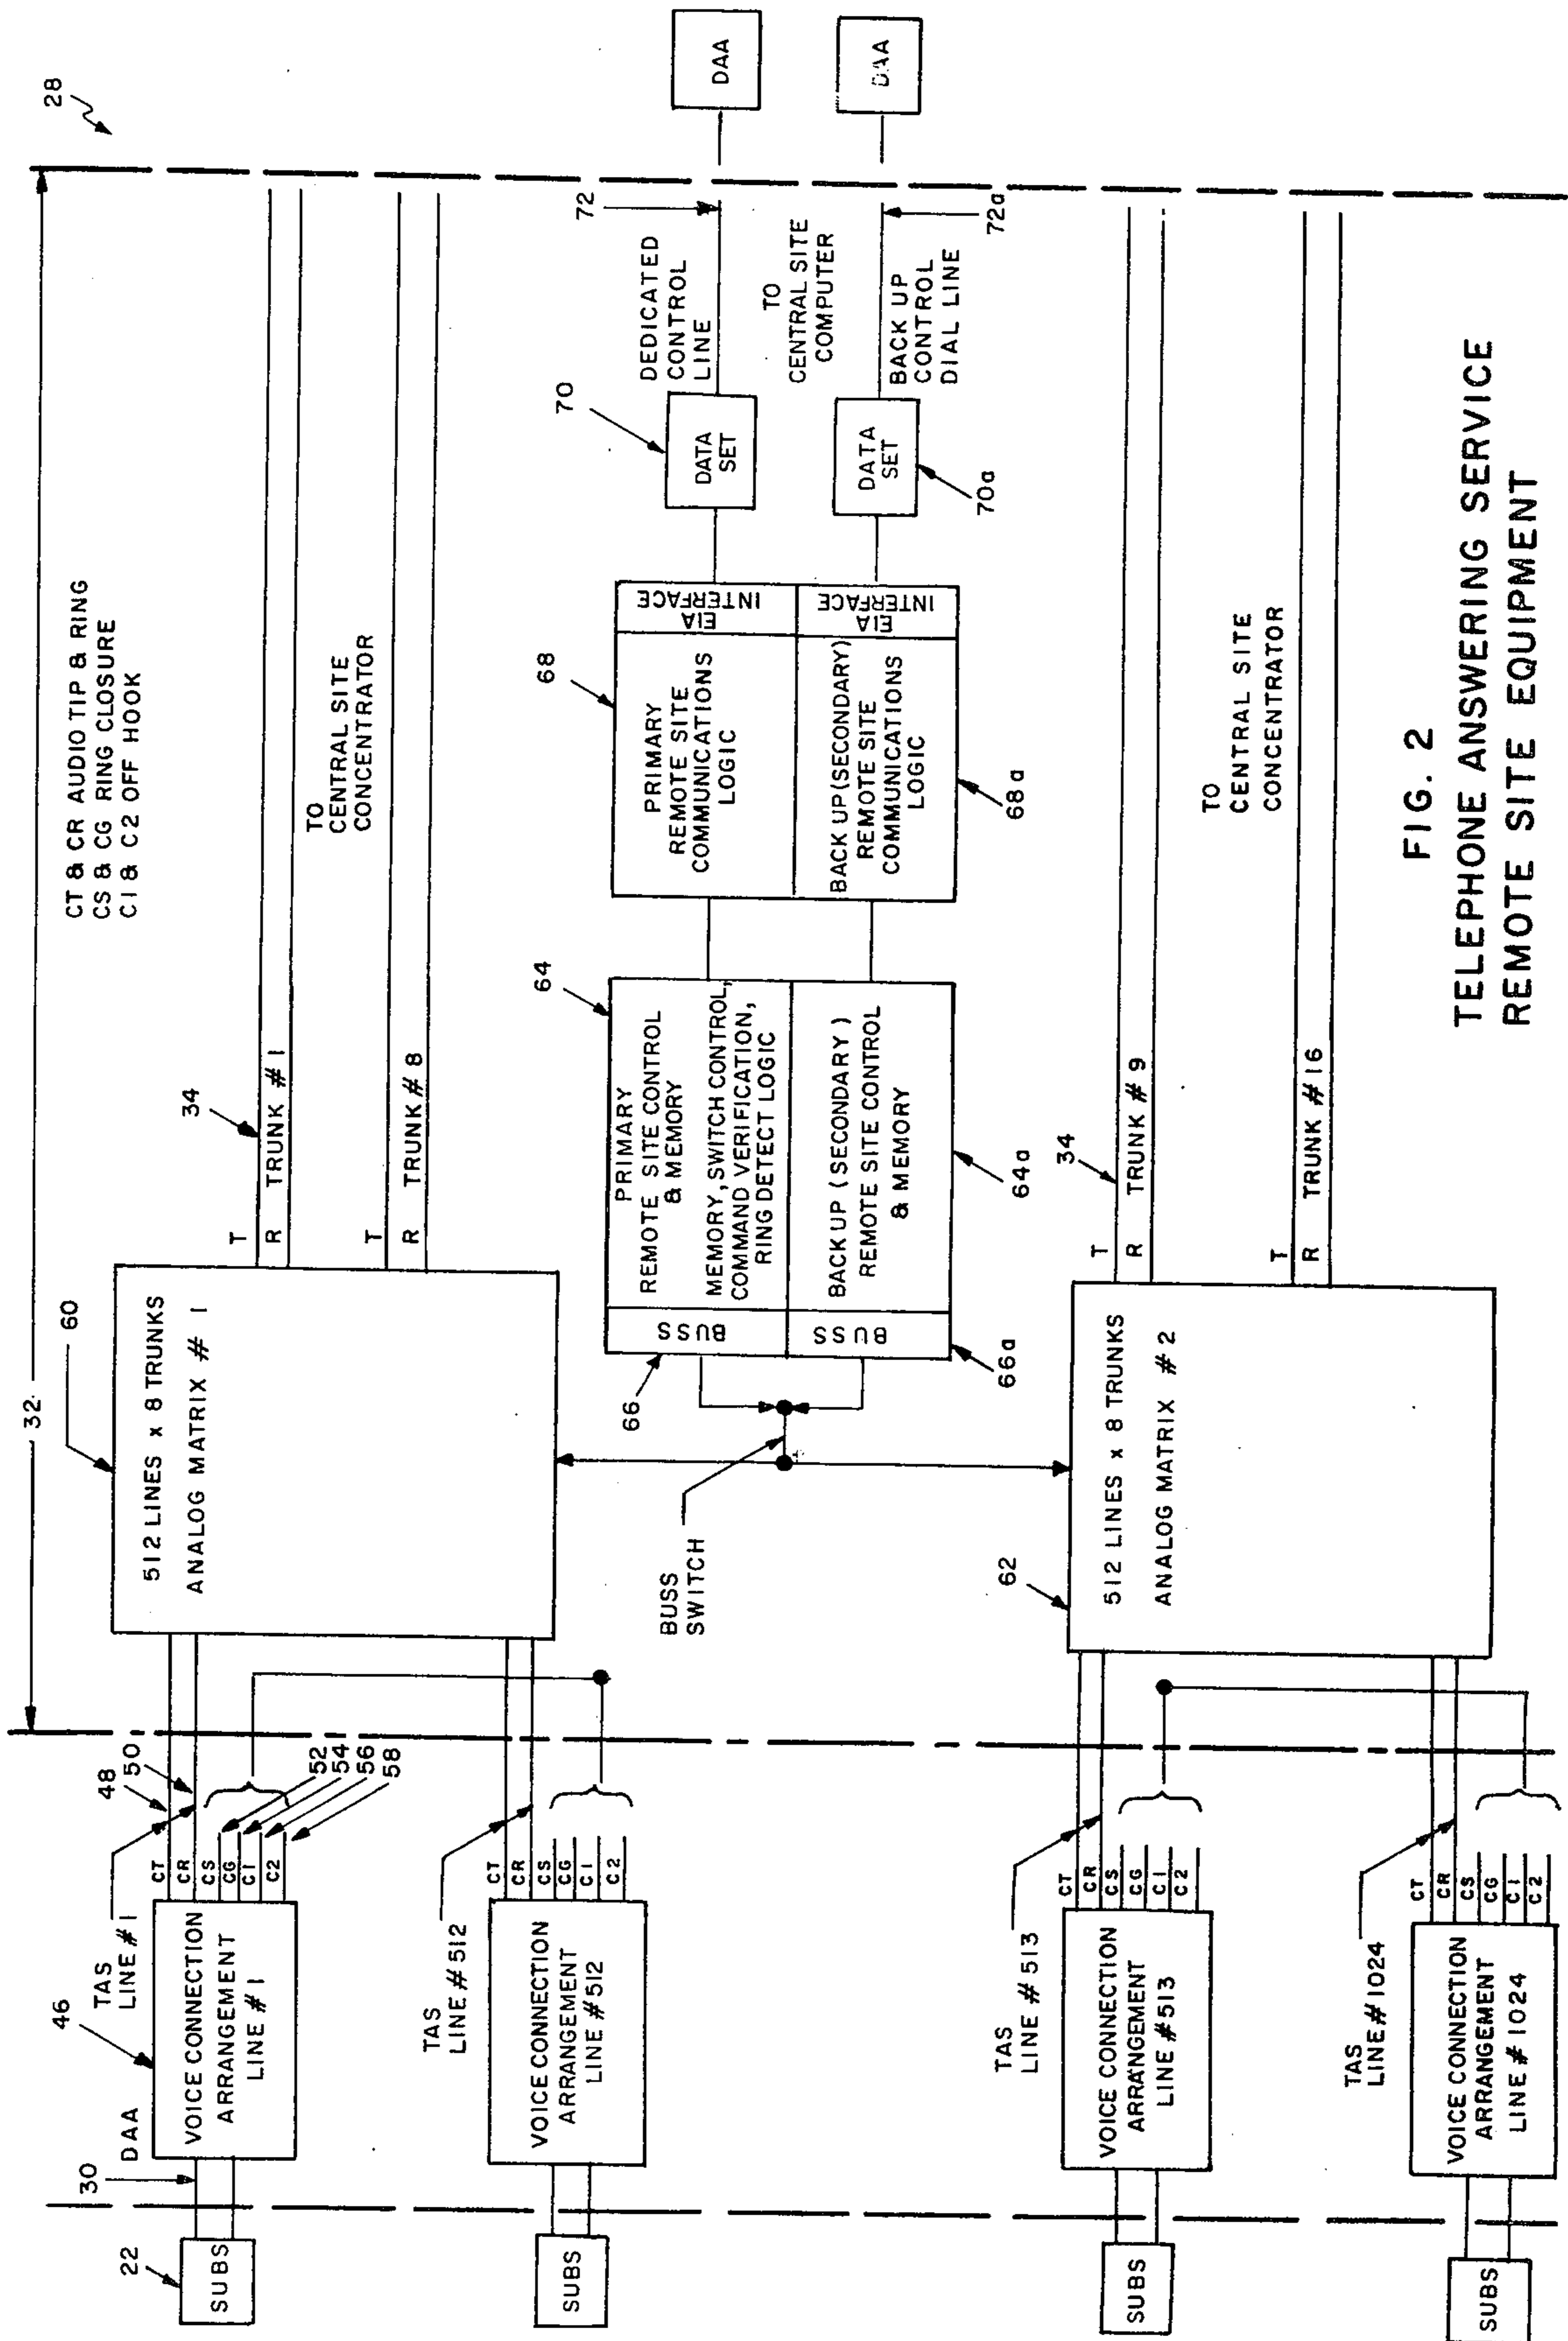 28
32
CT & CR AUDIO TIP & RING
CS & CG RING CLOSURE
C1 & C2 OFF HOOK
22
SUBS
30
DAA
46
VOICE CONNECTION
ARRANGEMENT
LINE #1
TAS
LINE #1
48
50
CT
CR
CS
CG
C1
C2
52
54
56
58
60
512 LINES x 8 TRUNKS
ANALOG MATRIX # 1
34
T
R
TRUNK #1
T
R
TRUNK #8
TO
CENTRAL SITE
CONCENTRATOR
SUBS
VOICE CONNECTION
ARRANGEMENT
LINE #512
TAS
LINE #512
CT
CR
CS
CG
C1
C2
BUSS
SWITCH
66
BUSS
64
PRIMARY
REMOTE SITE CONTROL
& MEMORY
MEMORY, SWITCH CONTROL,
COMMAND VERIFICATION,
RING DETECT LOGIC
BUSS
66a
BACK UP (SECONDARY)
REMOTE SITE CONTROL
& MEMORY
64a
68
PRIMARY
REMOTE SITE
COMMUNICATIONS
LOGIC
EIA
INTERFACE
BACK UP (SECONDARY)
REMOTE SITE
COMMUNICATIONS
LOGIC
EIA
INTERFACE
68a
70
DATA
SET
DEDICATED
CONTROL
LINE
72
DAA
TO
CENTRAL SITE
COMPUTER
DATA
SET
70a
BACK UP
CONTROL
DIAL LINE
72a
DAA
SUBS
VOICE CONNECTION
ARRANGEMENT
LINE #513
TAS
LINE #513
CT
CR
CS
CG
C1
C2
62
512 LINES x 8 TRUNKS
ANALOG MATRIX #2
34
T
R
TRUNK #9
T
R
TRUNK #16
TO
CENTRAL SITE
CONCENTRATOR
SUBS
VOICE CONNECTION
ARRANGEMENT
LINE #1024
TAS
LINE #1024
CT
CR
CS
CG
C1
C2
FIG. 2
TELEPHONE ANSWERING SERVICE
REMOTE SITE EQUIPMENT